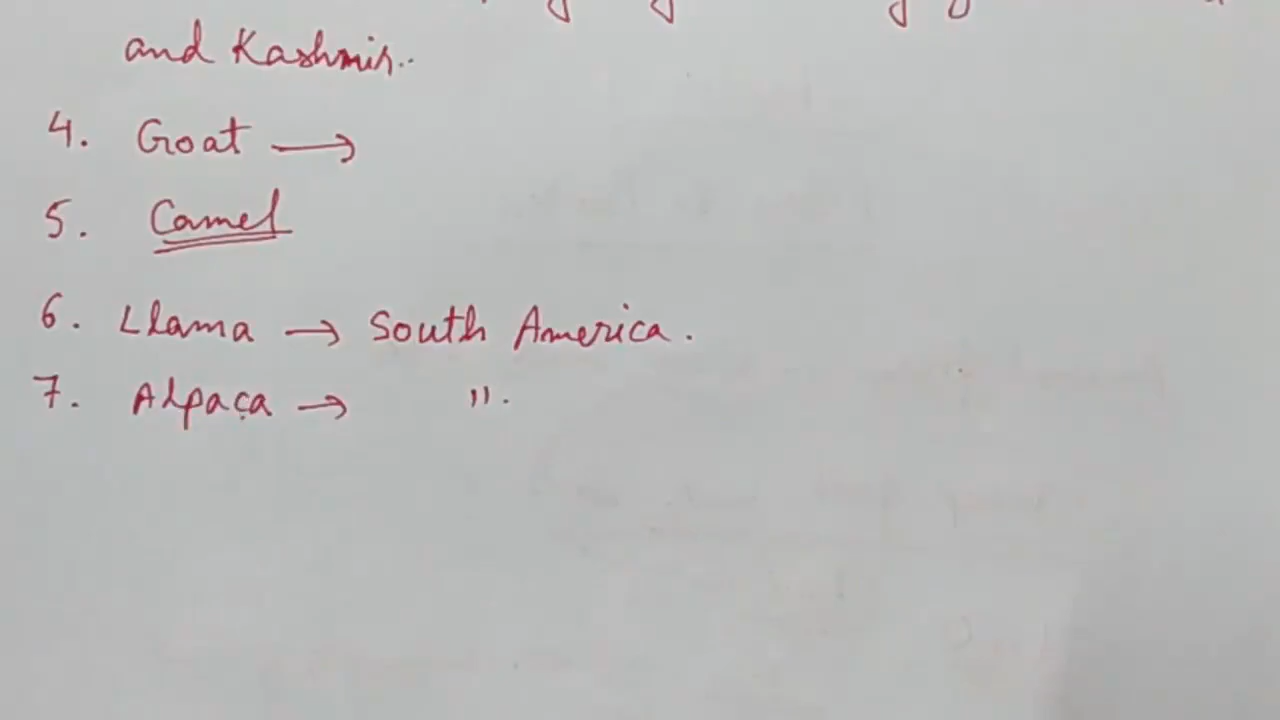 and Kashmir..
4. Goat →
5. Camel
6. Llama → South America.
7. Alpaca → ".